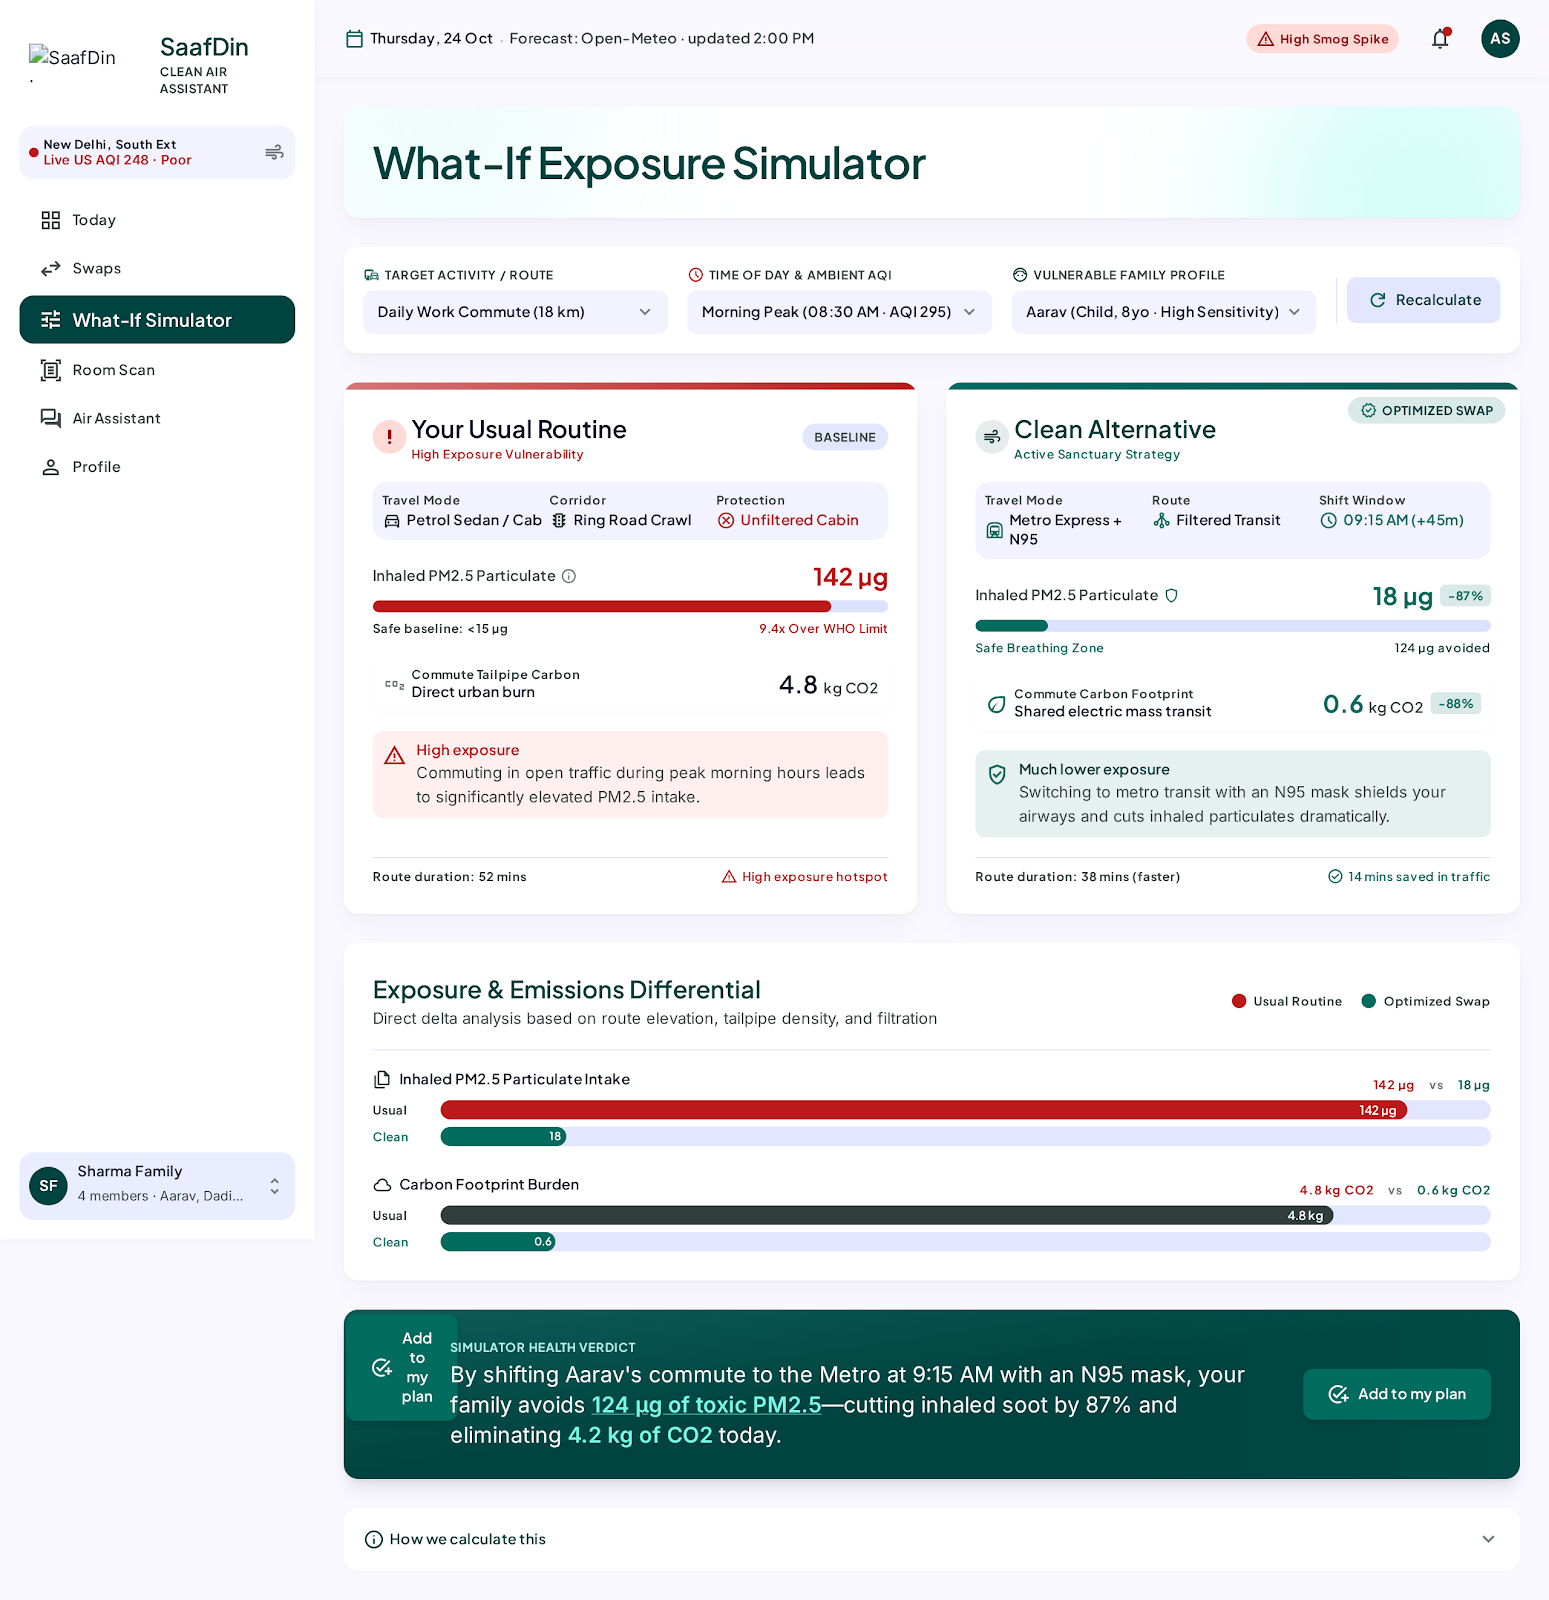 SaafDin
.
SaafDin
CLEAN AIR
ASSISTANT
New Delhi, South Ext
Live US AQI 248 · Poor
Today
Swaps
What-If Simulator
Room Scan
Air Assistant
Profile
SF
Sharma Family
4 members · Aarav, Dadi...
Thursday, 24 Oct · Forecast: Open-Meteo · updated 2:00 PM
High Smog Spike
AS
What-If Exposure Simulator
TARGET ACTIVITY / ROUTE
Daily Work Commute (18 km)
TIME OF DAY & AMBIENT AQI
Morning Peak (08:30 AM · AQI 295)
VULNERABLE FAMILY PROFILE
Aarav (Child, 8yo · High Sensitivity)
Recalculate
Your Usual Routine
High Exposure Vulnerability
BASELINE
Travel Mode
Petrol Sedan / Cab
Corridor
Ring Road Crawl
Protection
Unfiltered Cabin
Inhaled PM2.5 Particulate
142 µg
Safe baseline: <15 µg
9.4x Over WHO Limit
CO2
Commute Tailpipe Carbon
Direct urban burn
4.8 kg CO2
High exposure
Commuting in open traffic during peak morning hours leads
to significantly elevated PM2.5 intake.
Route duration: 52 mins
High exposure hotspot
OPTIMIZED SWAP
Clean Alternative
Active Sanctuary Strategy
Travel Mode
Metro Express +
N95
Route
Filtered Transit
Shift Window
09:15 AM (+45m)
Inhaled PM2.5 Particulate
18 µg
-87%
Safe Breathing Zone
124 µg avoided
Commute Carbon Footprint
Shared electric mass transit
0.6 kg CO2
-88%
Much lower exposure
Switching to metro transit with an N95 mask shields your
airways and cuts inhaled particulates dramatically.
Route duration: 38 mins (faster)
14 mins saved in traffic
Exposure & Emissions Differential
Direct delta analysis based on route elevation, tailpipe density, and filtration
Usual Routine
Optimized Swap
Inhaled PM2.5 Particulate Intake
142 µg vs 18 µg
Usual
142 µg
Clean
18
Carbon Footprint Burden
4.8 kg CO2 vs 0.6 kg CO2
Usual
4.8 kg
Clean
0.6
Add
to
my
plan
SIMULATOR HEALTH VERDICT
By shifting Aarav's commute to the Metro at 9:15 AM with an N95 mask, your
family avoids 124 µg of toxic PM2.5—cutting inhaled soot by 87% and
eliminating 4.2 kg of CO2 today.
Add to my plan
How we calculate this